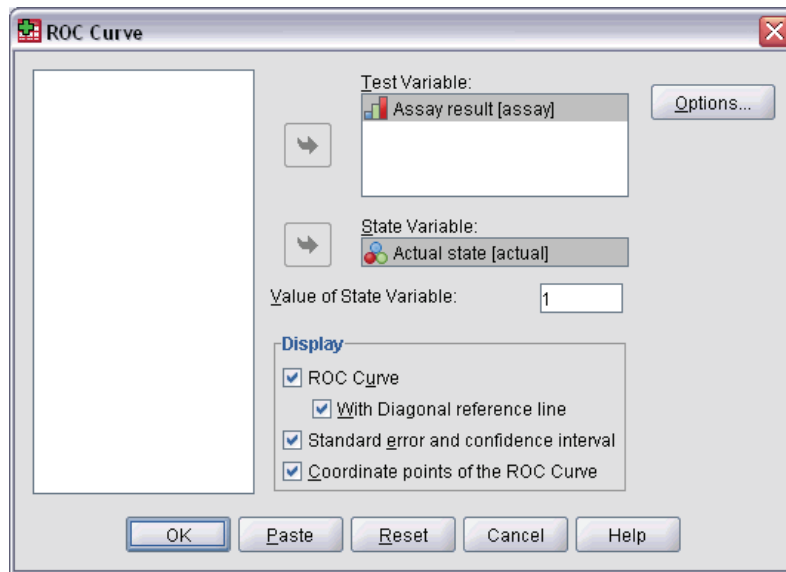 ROC Curve
Test Variable:
Assay result [assay]
Options...
State Variable:
Actual state [actual]
Value of State Variable:
1
Display
ROC Curve
With Diagonal reference line
Standard error and confidence interval
Coordinate points of the ROC Curve
OK
Paste
Reset
Cancel
Help